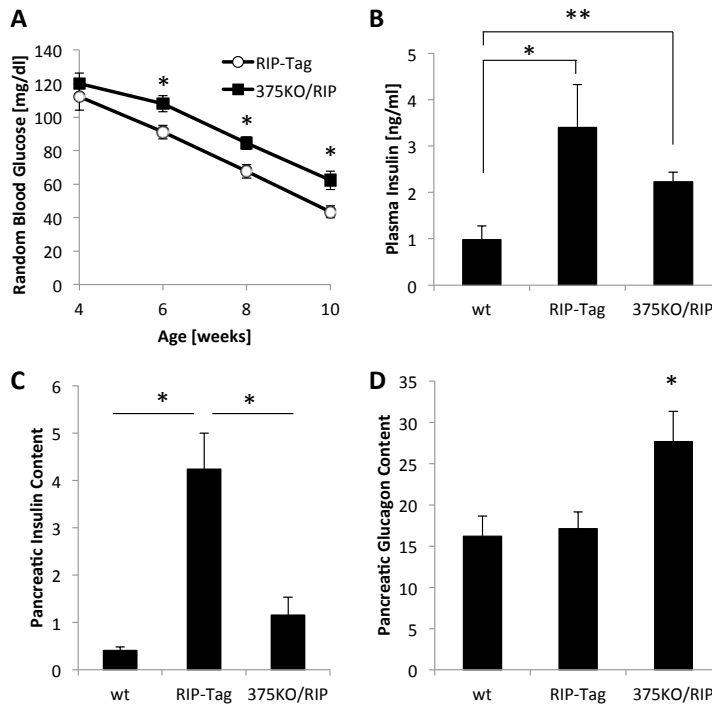 A
Random Blood Glucose [mg/dl]
140
120
100
80
60
40
20
0
RIP-Tag
375KO/RIP
*
*
*
4
6
8
10
Age [weeks]
B
Plasma Insulin [ng/ml]
5
4
3
2
1
0
**
*
wt
RIP-Tag
375KO/RIP
C
Pancreatic Insulin Content
6
5
4
3
2
1
0
*
*
wt
RIP-Tag
375KO/RIP
D
Pancreatic Glucagon Content
35
30
25
20
15
10
5
0
*
wt
RIP-Tag
375KO/RIP